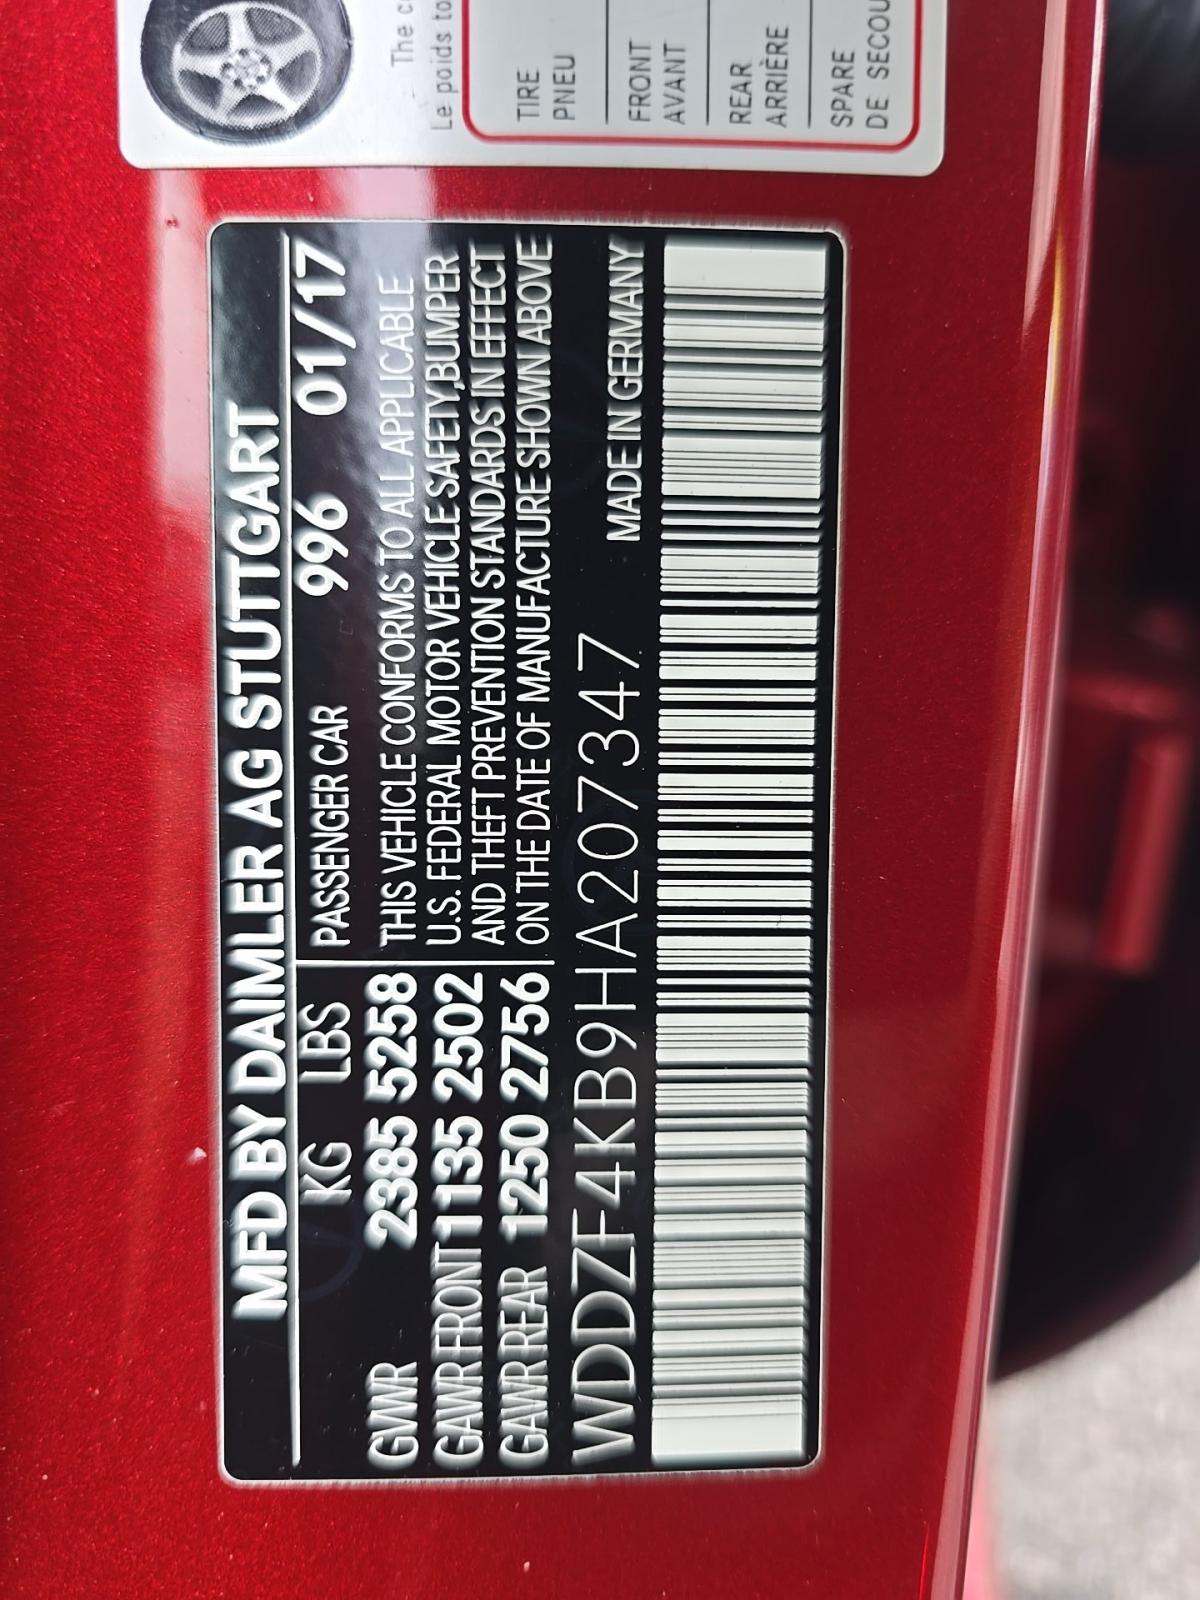 MFD BY DAIMLER AG STUTTGART
KG LBS PASSENGER CAR 996 01/17
GVWR 2385 5258 THIS VEHICLE CONFORMS TO ALL APPLICABLE
U.S. FEDERAL MOTOR VEHICLE SAFETY, BUMPER
GAWR FRONT 1135 2502 AND THEFT PREVENTION STANDARDS IN EFFECT
GAWR REAR 1250 2756 ON THE DATE OF MANUFACTURE SHOWN ABOVE
MADE IN GERMANY
WDDZF4KB9HA207347
The
Le poids
TIRE
PNEU
FRONT
AVANT
REAR
ARRIÈRE
SPARE
DE